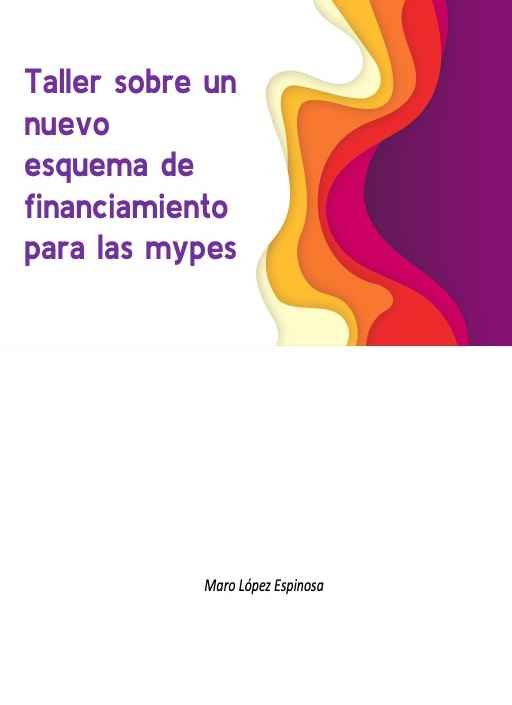 Taller sobre un
nuevo
esquema de
financiamiento
para las mypes
Maro López Espinosa